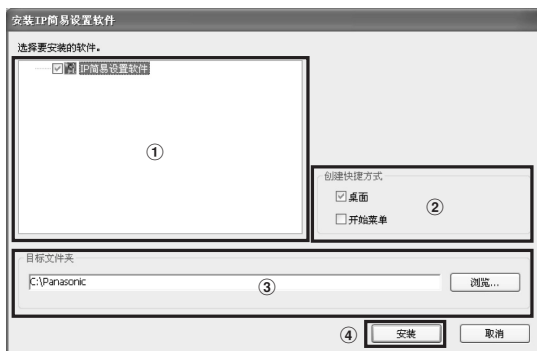 安装IP简易设置软件
选择要安装的软件。
IP简易设置软件
①
创建快捷方式
桌面
②
开始菜单
目标文件夹
C:\Panasonic
③
浏览...
④
安装
取消